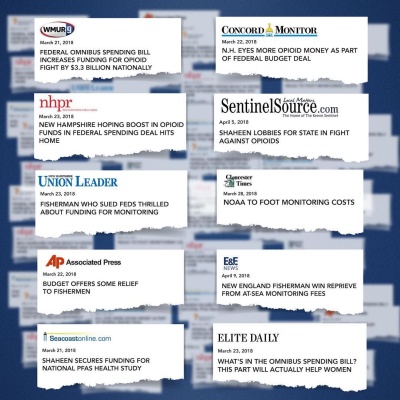 WMUR 9
March 21, 2018
FEDERAL OMNIBUS SPENDING BILL
INCREASES FUNDING FOR OPIOID
FIGHT BY $3.3 BILLION NATIONALLY
CONCORD MONITOR
March 22, 2018
N.H. EYES MORE OPIOID MONEY AS PART
OF FEDERAL BUDGET DEAL
nhpr
March 23, 2018
NEW HAMPSHIRE HOPING BOOST IN OPIOID
FUNDS IN FEDERAL SPENDING DEAL HITS
HOME
Local Matters
SentinelSource.com
The Home of The Keene Sentinel
April 5, 2018
SHAHEEN LOBBIES FOR STATE IN FIGHT
AGAINST OPIOIDS
UNION LEADER
March 23, 2018
FISHERMAN WHO SUED FEDS THRILLED
ABOUT FUNDING FOR MONITORING
Gloucester
Times
March 28, 2018
NOAA TO FOOT MONITORING COSTS
AP Associated Press
March 22, 2018
BUDGET OFFERS SOME RELIEF
TO FISHERMEN
E&E
NEWS
April 9, 2018
NEW ENGLAND FISHERMAN WIN REPRIEVE
FROM AT-SEA MONITORING FEES
Seacoastonline.com
March 21, 2018
SHAHEEN SECURES FUNDING FOR
NATIONAL PFAS HEALTH STUDY
ELITE DAILY
March 23, 2018
WHAT'S IN THE OMNIBUS SPENDING BILL?
THIS PART WILL ACTUALLY HELP WOMEN